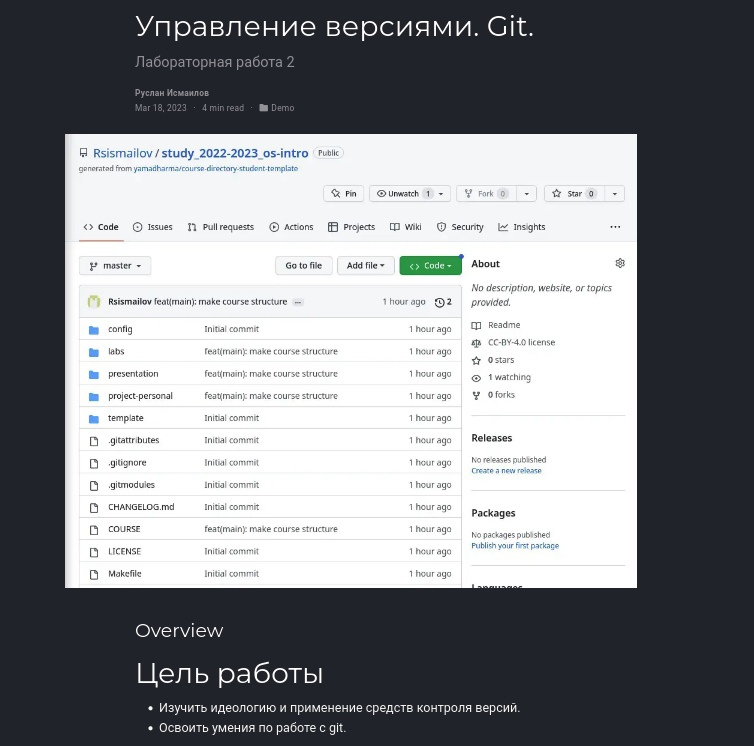 Управление версиями. Git.
Лабораторная работа 2
Руслан Исмаилов
Mar 18, 2023 · 4 min read · Demo
Rsismailov / study_2022-2023_os-intro Public
generated from yamadharma/course-directory-student-template
Pin Unwatch 1 Fork 0 Star 0
Code Issues Pull requests Actions Projects Wiki Security Insights ...
master Go to file Add file Code
Rsismailov feat(main): make course structure ... 1 hour ago 2
config Initial commit 1 hour ago
labs feat(main): make course structure 1 hour ago
presentation feat(main): make course structure 1 hour ago
project-personal feat(main): make course structure 1 hour ago
template Initial commit 1 hour ago
.gitattributes Initial commit 1 hour ago
.gitignore Initial commit 1 hour ago
.gitmodules Initial commit 1 hour ago
CHANGELOG.md Initial commit 1 hour ago
COURSE feat(main): make course structure 1 hour ago
LICENSE Initial commit 1 hour ago
Makefile Initial commit 1 hour ago
About
No description, website, or topics
provided.
Readme
CC-BY-4.0 license
0 stars
1 watching
0 forks
Releases
No releases published
Create a new release
Packages
No packages published
Publish your first package
Languages
Overview
Цель работы
• Изучить идеологию и применение средств контроля версий.
• Освоить умения по работе с git.